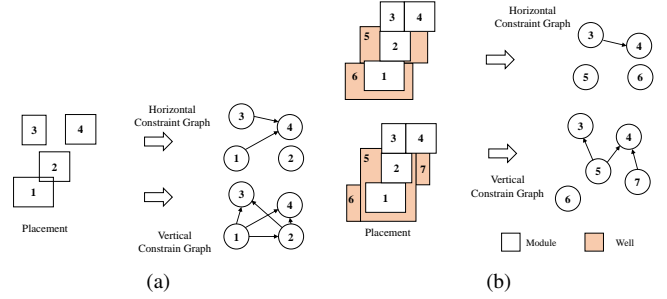 3 4
2
1
Placement
Horizontal
Constraint Graph
3
4
1 2
Vertical
Constrain Graph
3
4
1 2
(a)
3 4
5
2
6 1
Horizontal
Constraint Graph
3
4
5 6
3 4
5
2
7
6 1
Placement
Vertical
Constrain Graph
3
4
5
7
6
Module
Well
(b)